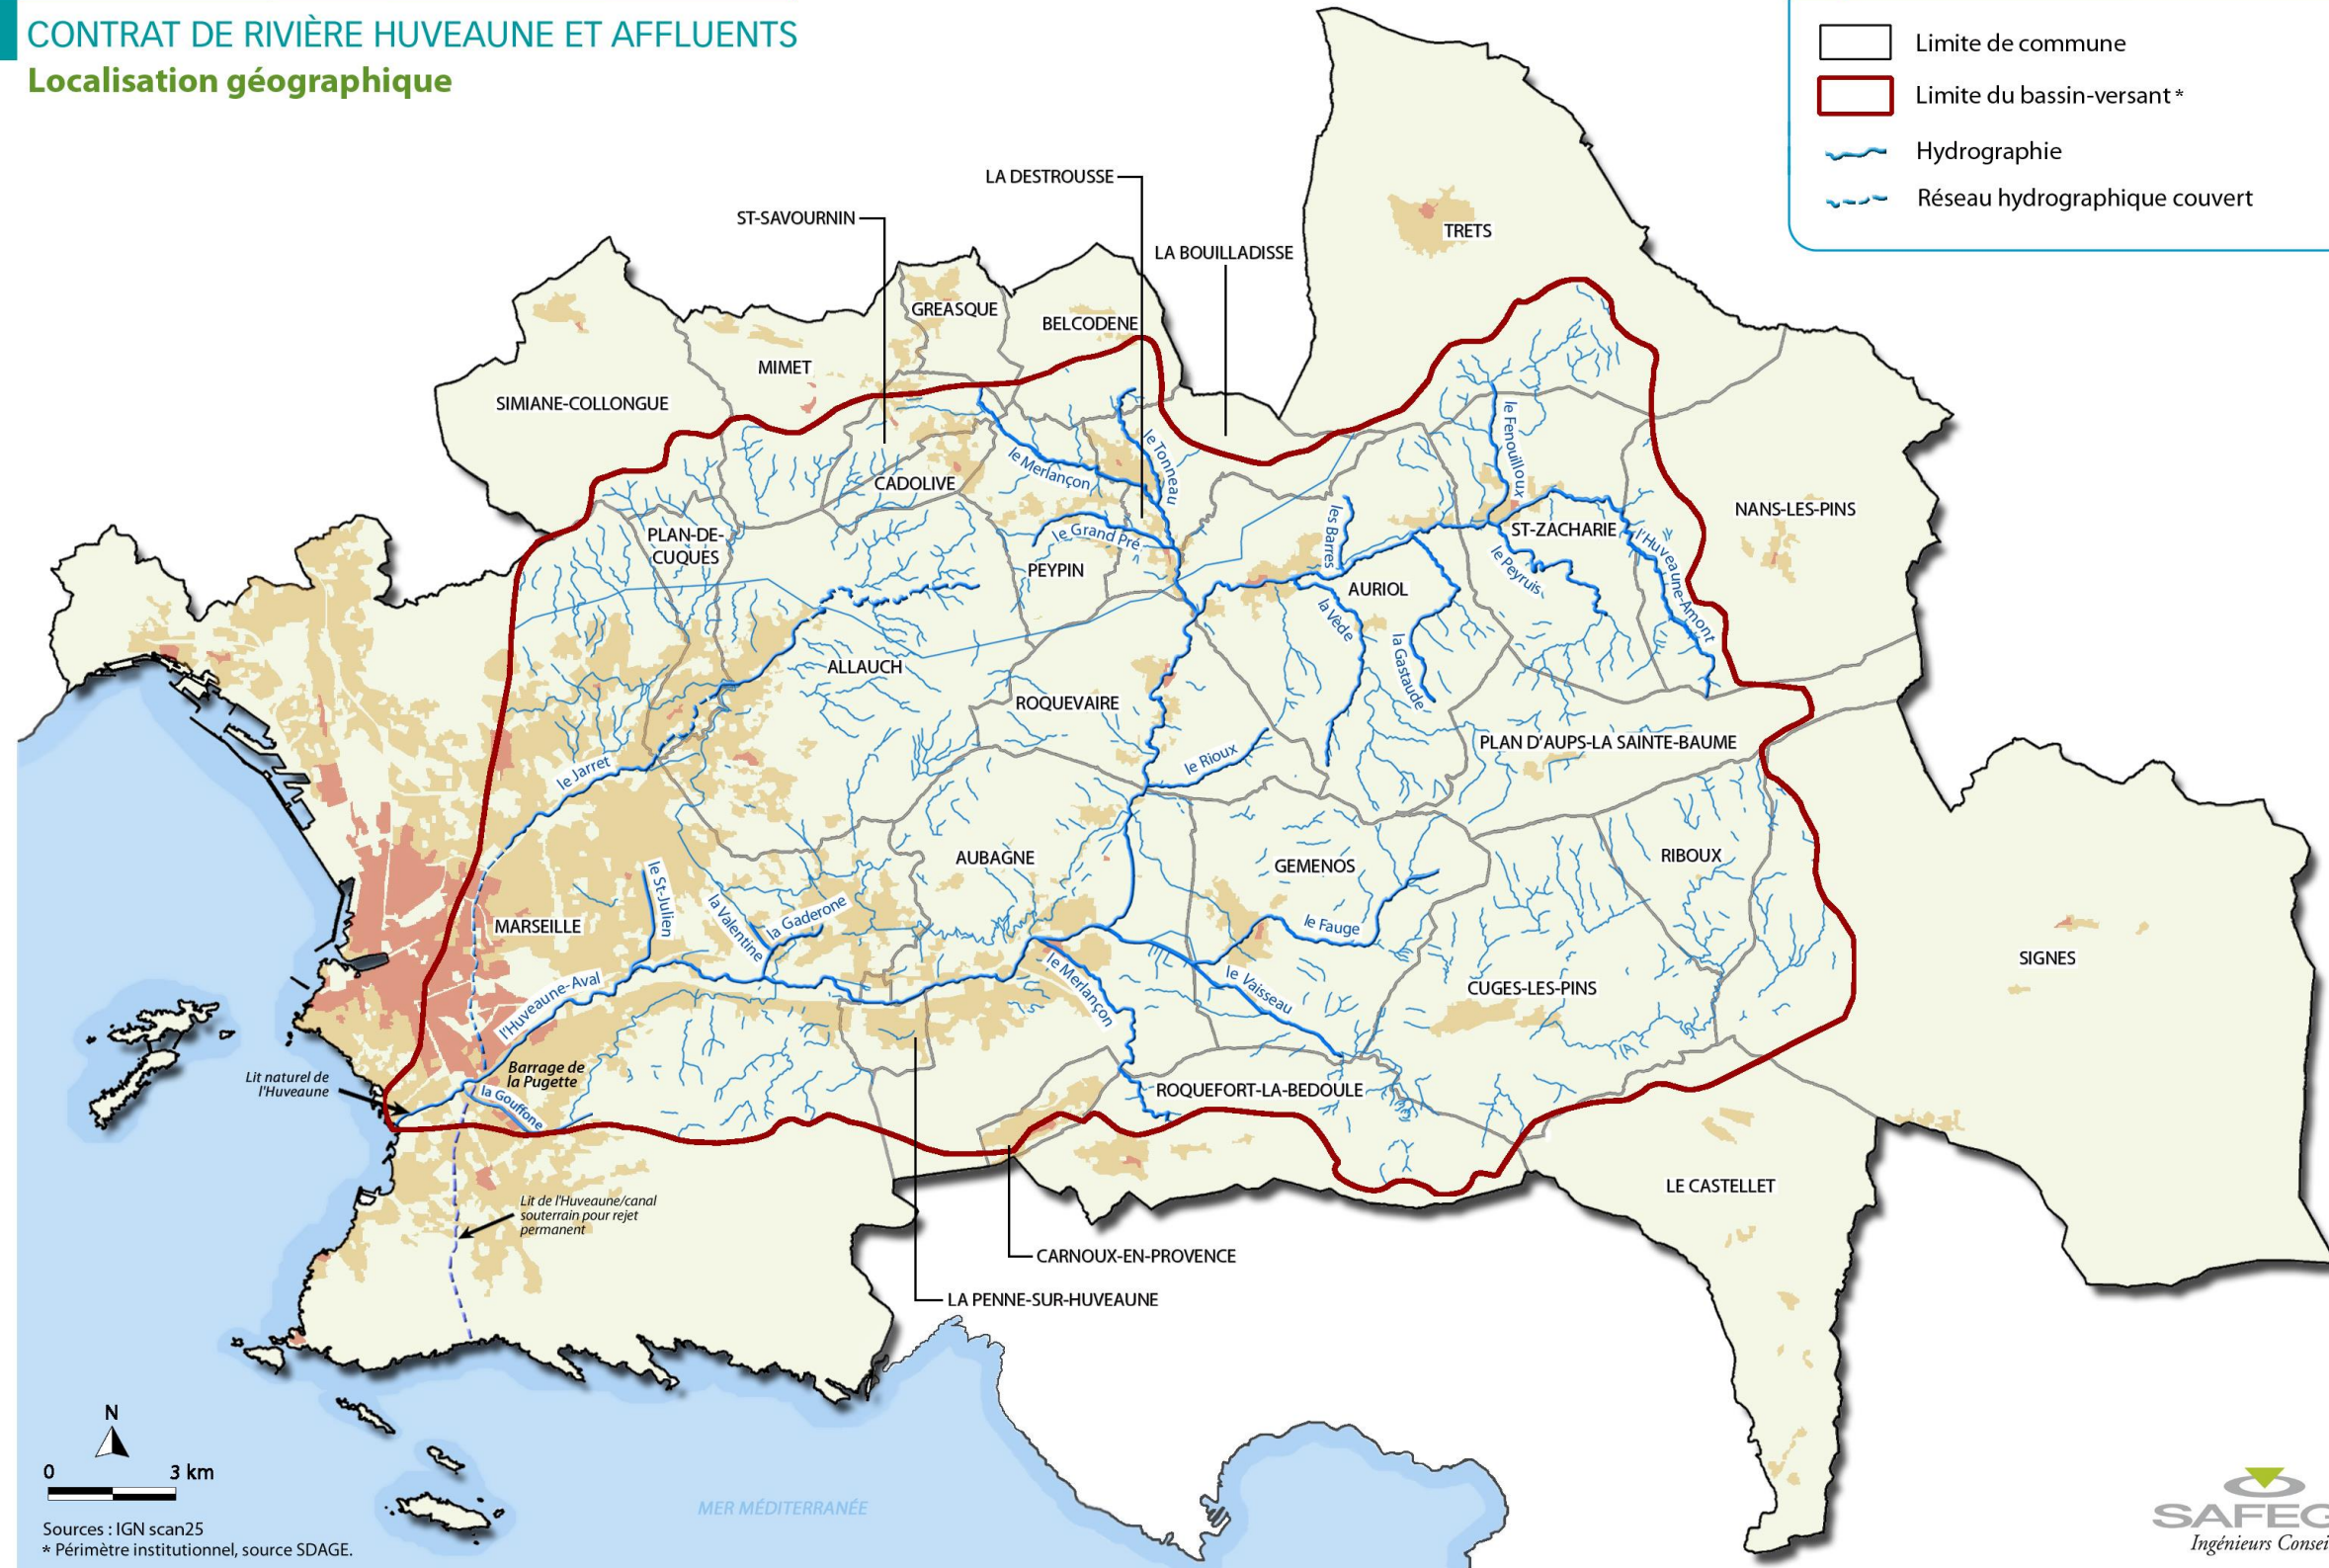 CONTRAT DE RIVIÈRE HUVEAUNE ET AFFLUENTS
Localisation géographique
Limite de commune
Limite du bassin-versant *
Hydrographie
Réseau hydrographique couvert
LA DESTROUSSE
ST-SAVOURNIN
LA BOUILLADISSE
TRETS
GREASQUE
BELCODENE
MIMET
SIMIANE-COLLONGUE
le Fenouilloux
le Tonneau
le Merlançon
CADOLIVE
NANS-LES-PINS
PLAN-DE-
CUQUES
le Grand Pré
les Barres
ST-ZACHARIE
l'Huveaune-Amont
PEYPIN
le Peyruis
AURIOL
la Vède
la Gastaude
ALLAUCH
ROQUEVAIRE
PLAN D'AUPS-LA SAINTE-BAUME
le Rioux
le Jarret
AUBAGNE
GEMENOS
RIBOUX
le St-Julien
la Valentine
la Gaderone
MARSEILLE
le Fauge
SIGNES
l'Huveaune-Aval
le Merlançon
le Vaisseau
CUGES-LES-PINS
Barrage de
la Pugette
Lit naturel de
l'Huveaune
la Gouffone
ROQUEFORT-LA-BEDOULE
LE CASTELLET
Lit de l'Huveaune/canal
souterrain pour rejet
permanent
CARNOUX-EN-PROVENCE
LA PENNE-SUR-HUVEAUNE
N
0 3 km
MER MÉDITERRANÉE
Sources : IGN scan25
* Périmètre institutionnel, source SDAGE.
SAFEG
Ingénieurs Consei